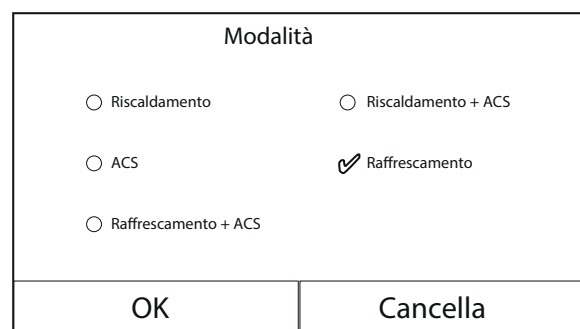 Modalità
Riscaldamento
Riscaldamento + ACS
ACS
Raffrescamento
Raffrescamento + ACS
OK
Cancella